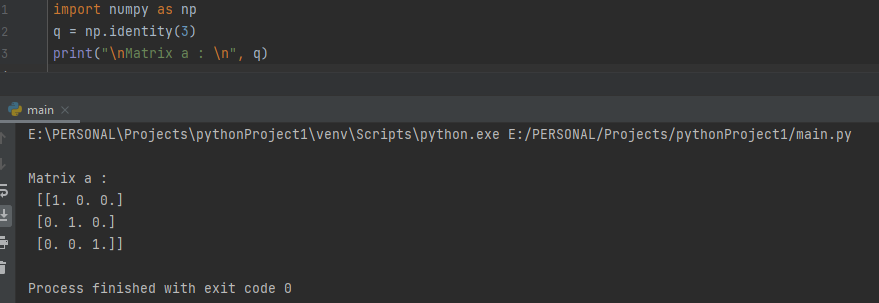 1 import numpy as np
2 q = np.identity(3)
3 print("\nMatrix a : \n", q)
main
E:\PERSONAL\Projects\pythonProject1\venv\Scripts\python.exe E:/PERSONAL/Projects/pythonProject1/main.py
Matrix a :
[[1. 0. 0.]
[0. 1. 0.]
[0. 0. 1.]]
Process finished with exit code 0